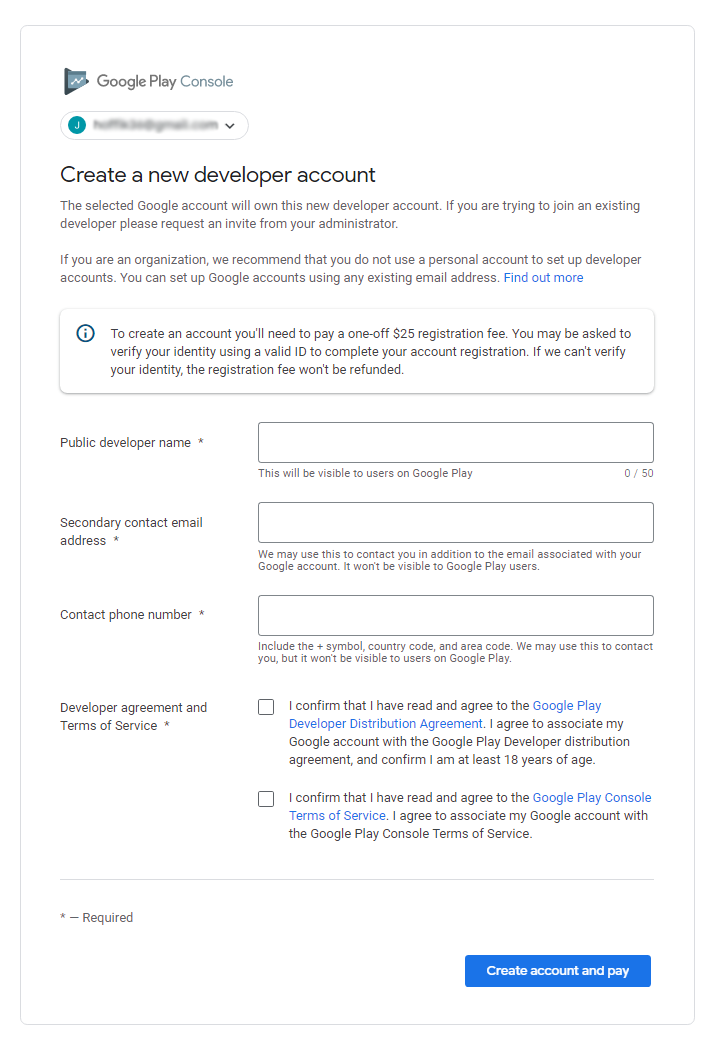 Google Play Console
J
Create a new developer account
The selected Google account will own this new developer account. If you are trying to join an existing
developer please request an invite from your administrator.
If you are an organization, we recommend that you do not use a personal account to set up developer
accounts. You can set up Google accounts using any existing email address. Find out more
To create an account you'll need to pay a one-off $25 registration fee. You may be asked to
verify your identity using a valid ID to complete your account registration. If we can't verify
your identity, the registration fee won't be refunded.
Public developer name *
This will be visible to users on Google Play 0 / 50
Secondary contact email
address *
We may use this to contact you in addition to the email associated with your
Google account. It won't be visible to Google Play users.
Contact phone number *
Include the + symbol, country code, and area code. We may use this to contact
you, but it won't be visible to users on Google Play.
Developer agreement and
Terms of Service *
I confirm that I have read and agree to the Google Play
Developer Distribution Agreement. I agree to associate my
Google account with the Google Play Developer distribution
agreement, and confirm I am at least 18 years of age.
I confirm that I have read and agree to the Google Play Console
Terms of Service. I agree to associate my Google account with
the Google Play Console Terms of Service.
* — Required
Create account and pay